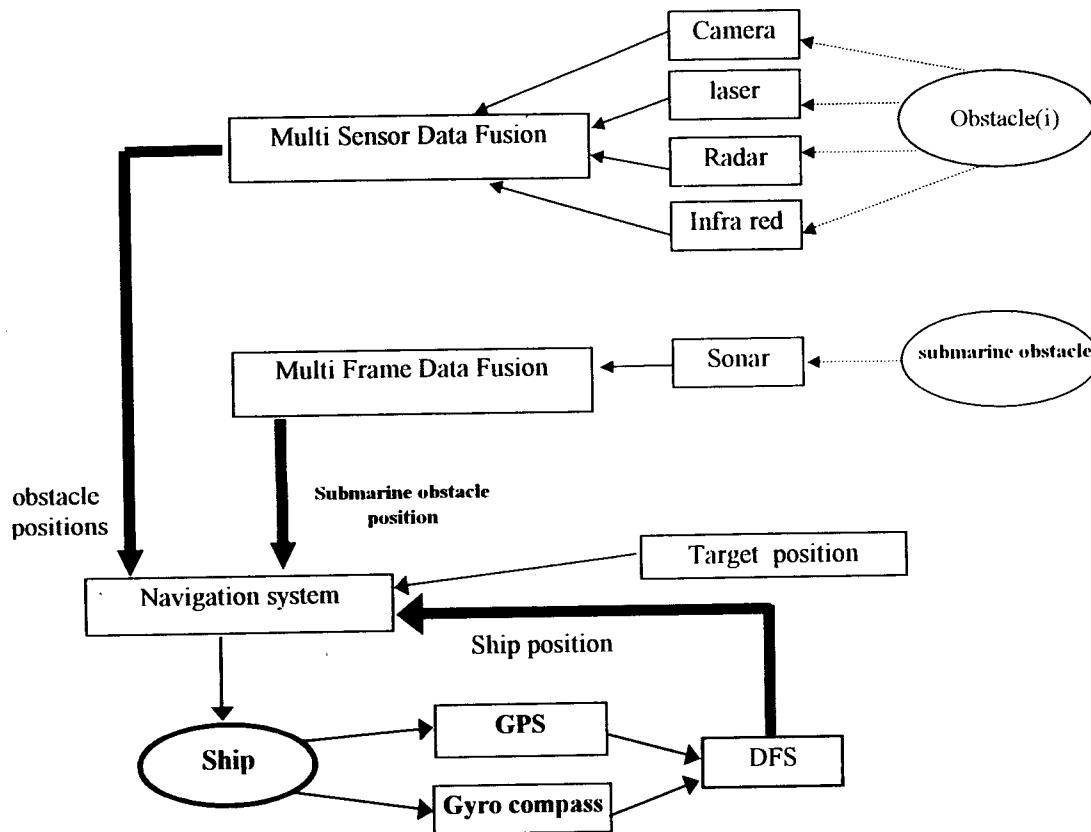 Camera
laser
Obstacle(i)
Multi Sensor Data Fusion
Radar
Infra red
submarine obstacle
Multi Frame Data Fusion
Sonar
obstacle
positions
Submarine obstacle
position
Target position
Navigation system
Ship position
GPS
Ship
DFS
Gyro compass